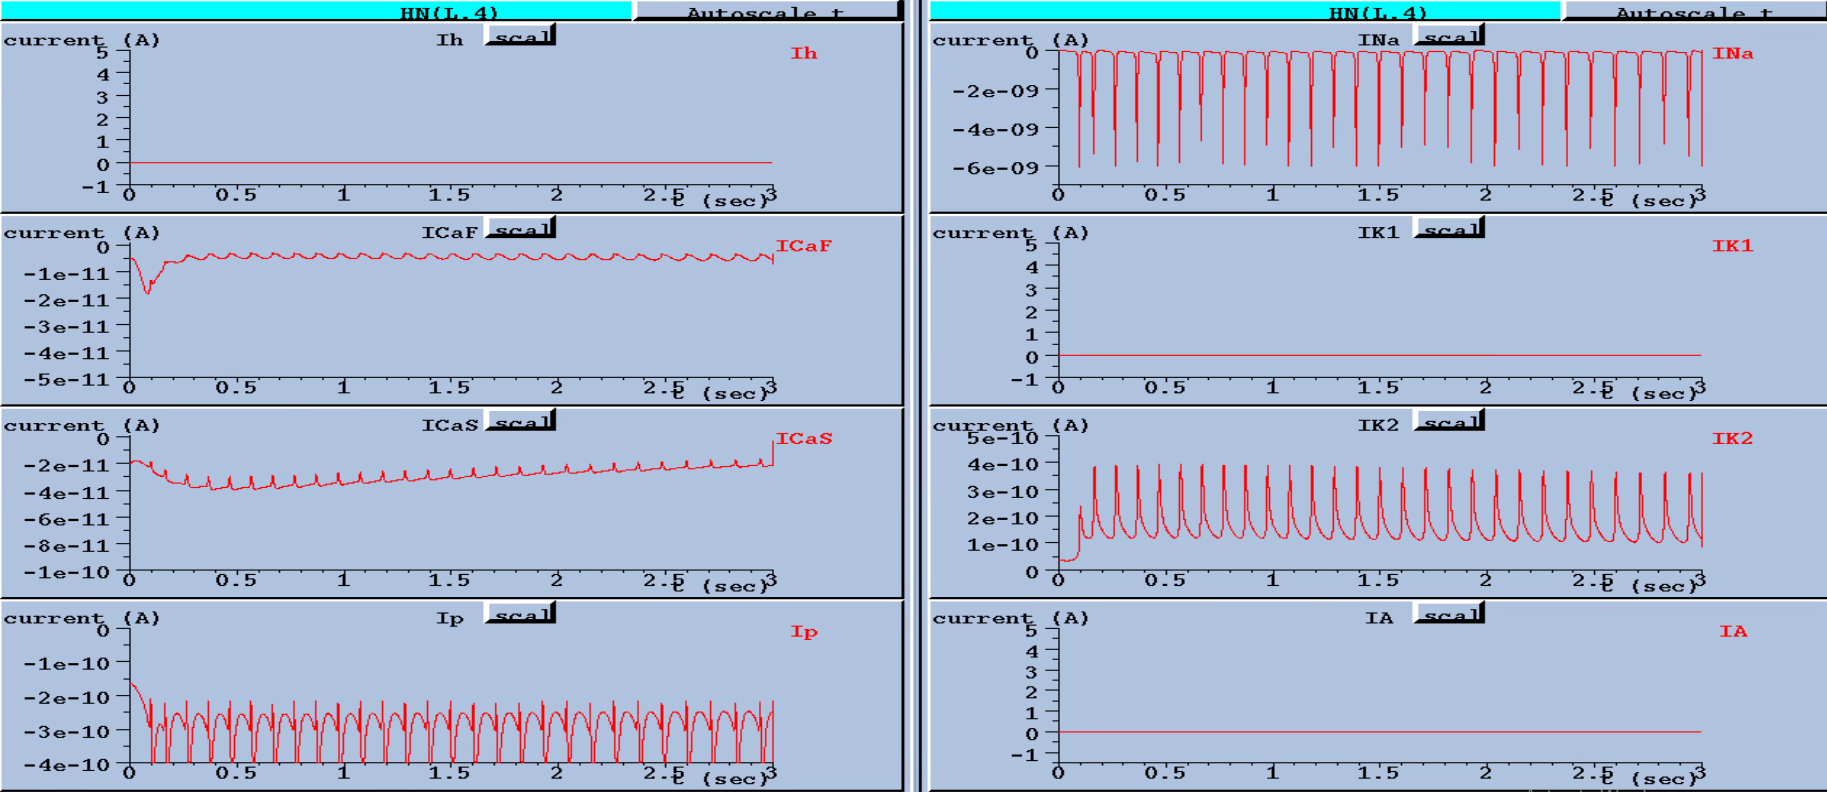 HN(L.4) Autoscale t
current (A) Ih scal Ih
5
4
3
2
1
0
-1
0 0.5 1 1.5 2 2.5 t (sec) 3
current (A) ICaF scal ICaF
0
-1e-11
-2e-11
-3e-11
-4e-11
-5e-11
0 0.5 1 1.5 2 2.5 t (sec) 3
current (A) ICaS scal ICaS
0
-2e-11
-4e-11
-6e-11
-8e-11
-1e-10
0 0.5 1 1.5 2 2.5 t (sec) 3
current (A) Ip scal Ip
0
-1e-10
-2e-10
-3e-10
-4e-10
0 0.5 1 1.5 2 2.5 t (sec) 3
HN(L.4) Autoscale t
current (A) INa scal INa
0
-2e-09
-4e-09
-6e-09
0 0.5 1 1.5 2 2.5 t (sec) 3
current (A) IK1 scal IK1
5
4
3
2
1
0
-1
0 0.5 1 1.5 2 2.5 t (sec) 3
current (A) IK2 scal IK2
5e-10
4e-10
3e-10
2e-10
1e-10
0
0 0.5 1 1.5 2 2.5 t (sec) 3
current (A) IA scal IA
5
4
3
2
1
0
-1
0 0.5 1 1.5 2 2.5 t (sec) 3